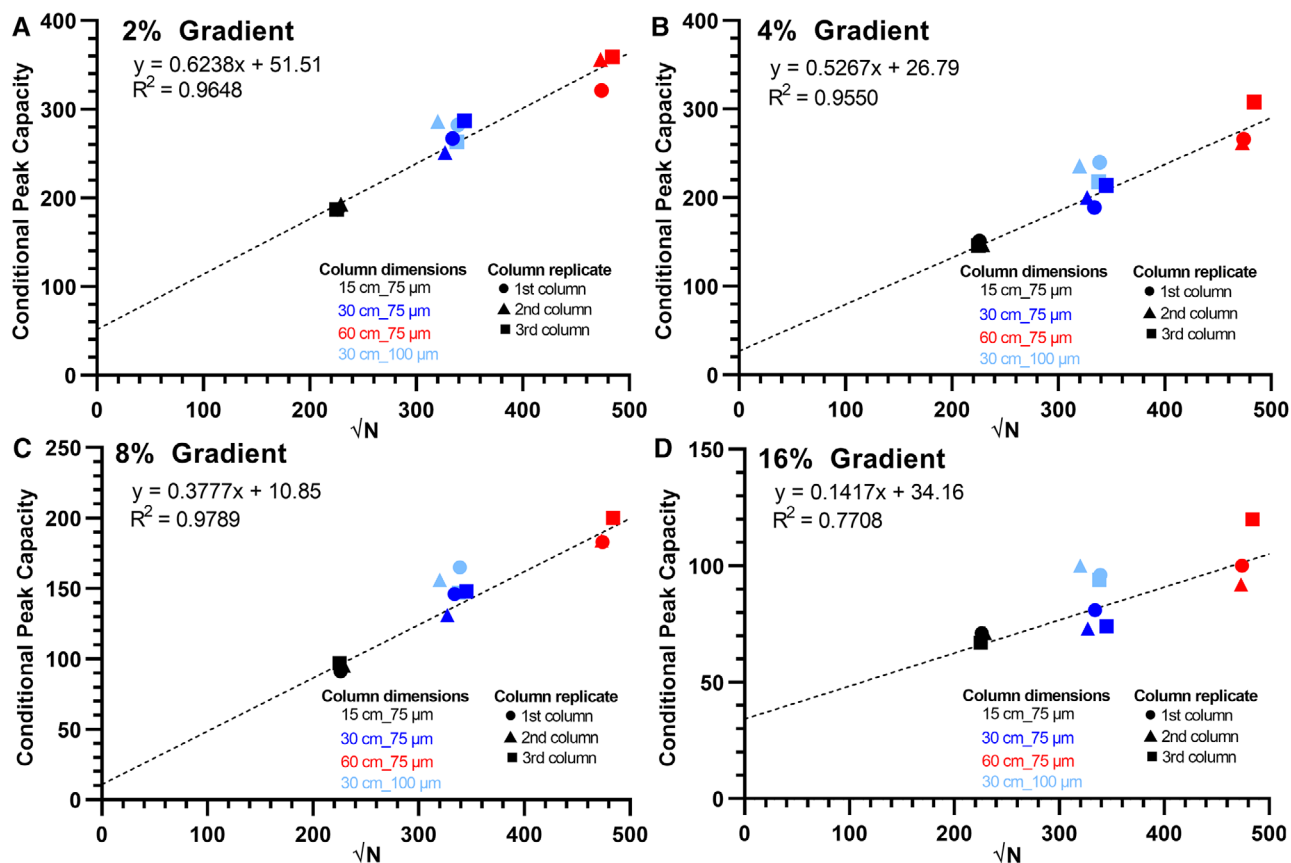 A
2% Gradient
y = 0.6238x + 51.51
R² = 0.9648
Conditional Peak Capacity
400
300
200
100
0
Column dimensions
15 cm_75 µm
30 cm_75 µm
60 cm_75 µm
30 cm_100 µm
Column replicate
1st column
2nd column
3rd column
0 100 200 300 400 500
√N
B
4% Gradient
y = 0.5267x + 26.79
R² = 0.9550
Conditional Peak Capacity
400
300
200
100
0
Column dimensions
15 cm_75 µm
30 cm_75 µm
60 cm_75 µm
30 cm_100 µm
Column replicate
1st column
2nd column
3rd column
0 100 200 300 400 500
√N
C
8% Gradient
y = 0.3777x + 10.85
R² = 0.9789
Conditional Peak Capacity
250
200
150
100
50
0
Column dimensions
15 cm_75 µm
30 cm_75 µm
60 cm_75 µm
30 cm_100 µm
Column replicate
1st column
2nd column
3rd column
0 100 200 300 400 500
√N
D
16% Gradient
y = 0.1417x + 34.16
R² = 0.7708
Conditional Peak Capacity
150
100
50
0
Column dimensions
15 cm_75 µm
30 cm_75 µm
60 cm_75 µm
30 cm_100 µm
Column replicate
1st column
2nd column
3rd column
0 100 200 300 400 500
√N